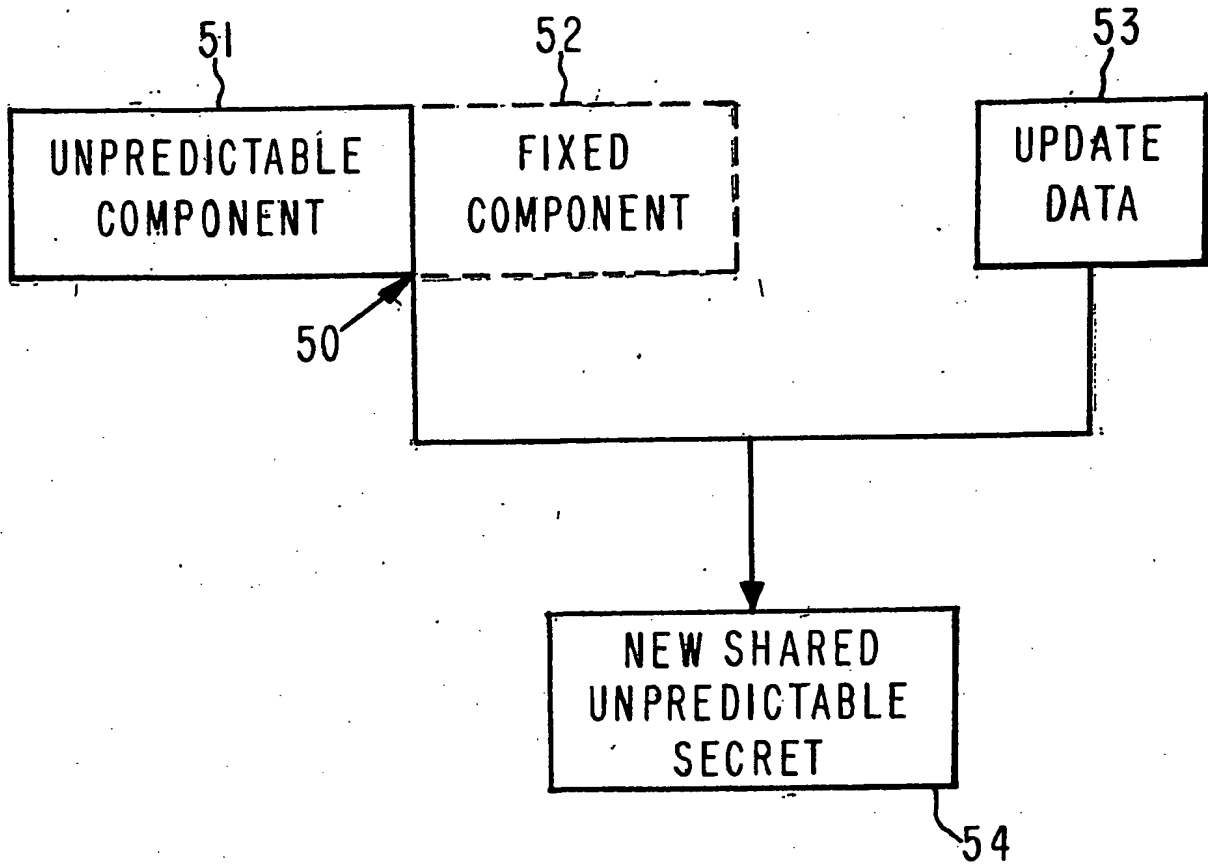 51
52
53
UNPREDICTABLE
COMPONENT
FIXED
COMPONENT
UPDATE
DATA
50
NEW SHARED
UNPREDICTABLE
SECRET
54